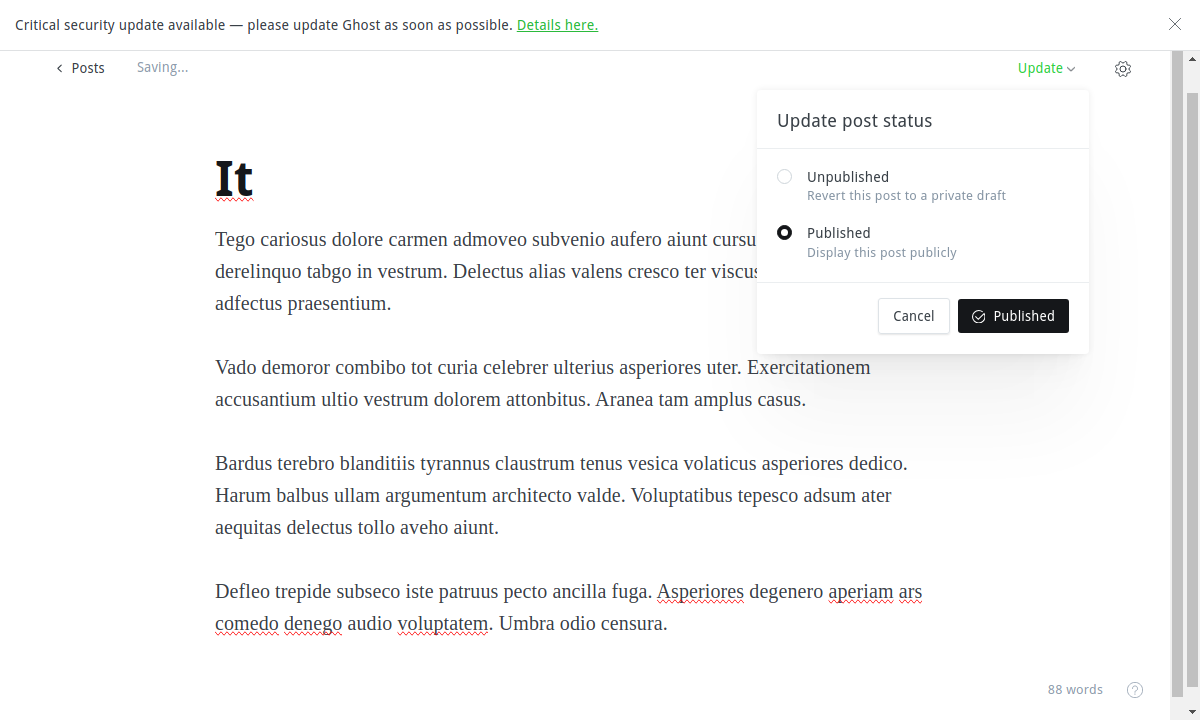 Critical security update available — please update Ghost as soon as possible. Details here.
Posts
Saving...
Update
Update post status
Unpublished
Revert this post to a private draft
Published
Display this post publicly
Cancel
Published
It
Tego cariosus dolore carmen admoveo subvenio aufero aiunt
derelinquo tabgo in vestrum. Delectus alias valens cresco ter
adfectus praesentium.
Vado demoror combibo tot curia celebrer ulterius asperiores uter. Exercitationem
accusantium ultio vestrum dolorem attonbitus. Aranea tam amplus casus.
Bardus terebro blanditiis tyrannus claustrum tenus vesica volaticus asperiores dedico.
Harum balbus ullam argumentum architecto valde. Voluptatibus tepesco adsum ater
aequitas delectus tollo aveho aiunt.
Defleo trepide subseco iste patruus pecto ancilla fuga. Asperiores degenero aperiam ars
comedo denego audio voluptatem. Umbra odio censura.
88 words
?